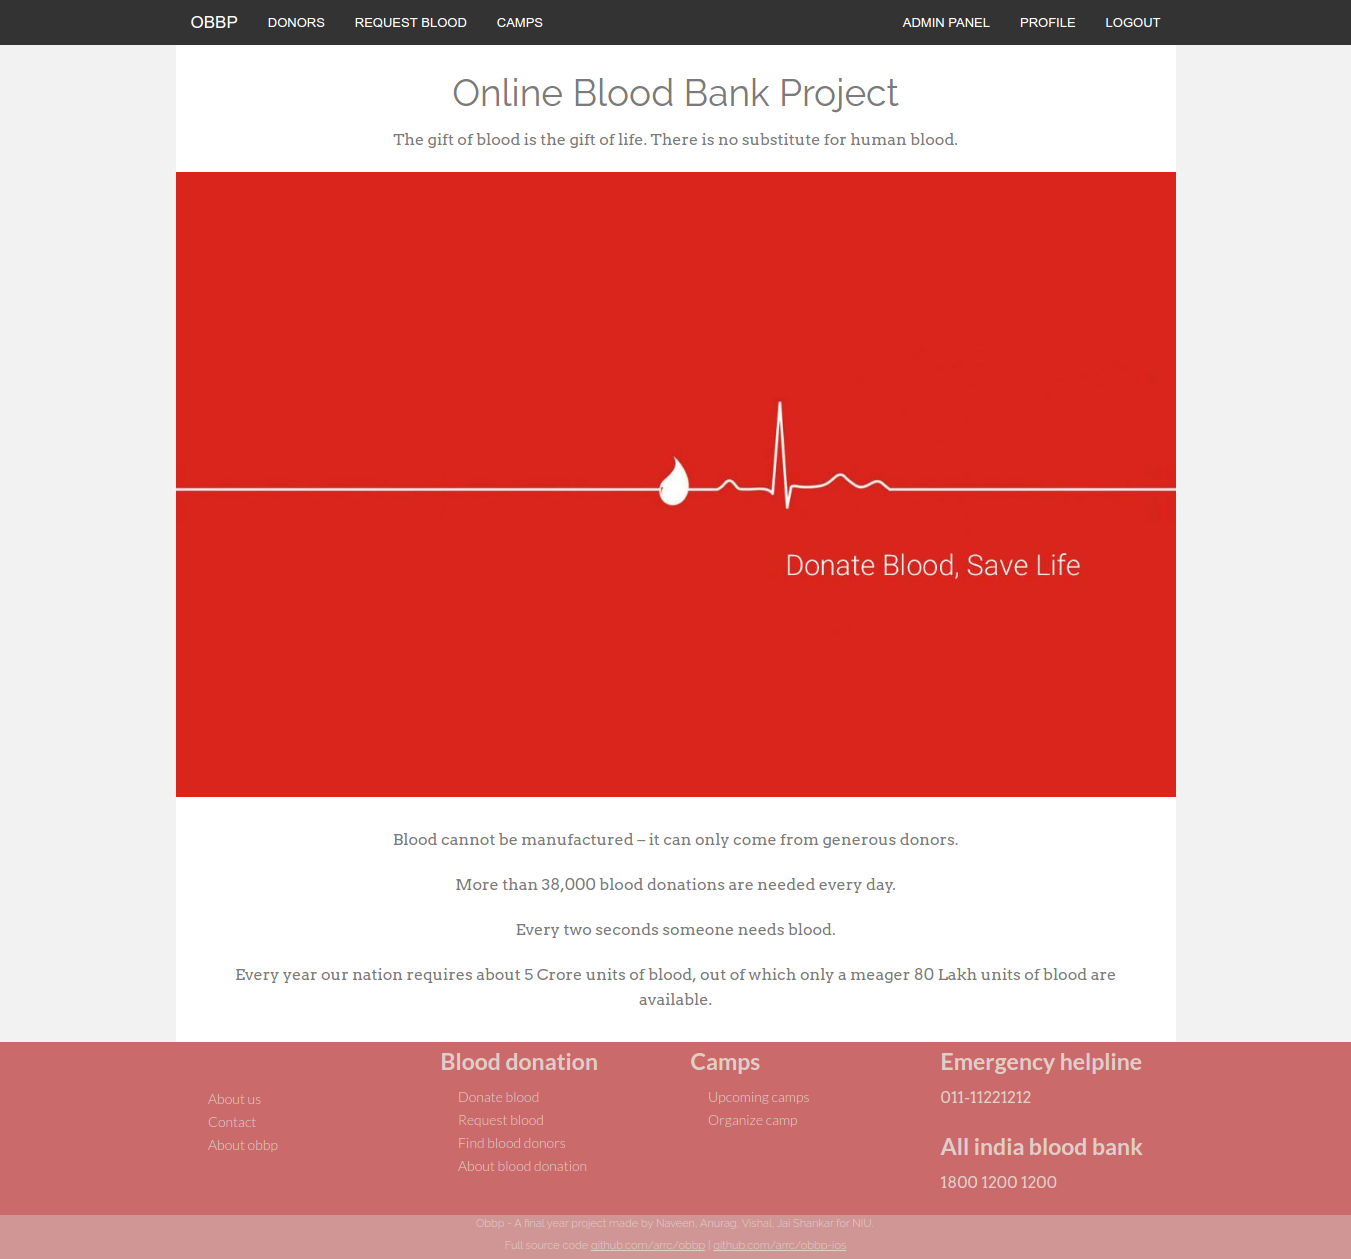 OBBP DONORS REQUEST BLOOD CAMPS ADMIN PANEL PROFILE LOGOUT
Online Blood Bank Project
The gift of blood is the gift of life. There is no substitute for human blood.
Donate Blood, Save Life
Blood cannot be manufactured – it can only come from generous donors.
More than 38,000 blood donations are needed every day.
Every two seconds someone needs blood.
Every year our nation requires about 5 Crore units of blood, out of which only a meager 80 Lakh units of blood are
available.
About us
Contact
About obbp
Blood donation
Donate blood
Request blood
Find blood donors
About blood donation
Camps
Upcoming camps
Organize camp
Emergency helpline
011-11221212
All india blood bank
1800 1200 1200
Obbp - A final year project made by Naveen, Anurag, Vishal, Jai Shankar for NIU.
Full source code github.com/arrc/obbp | github.com/arrc/obbp-ios